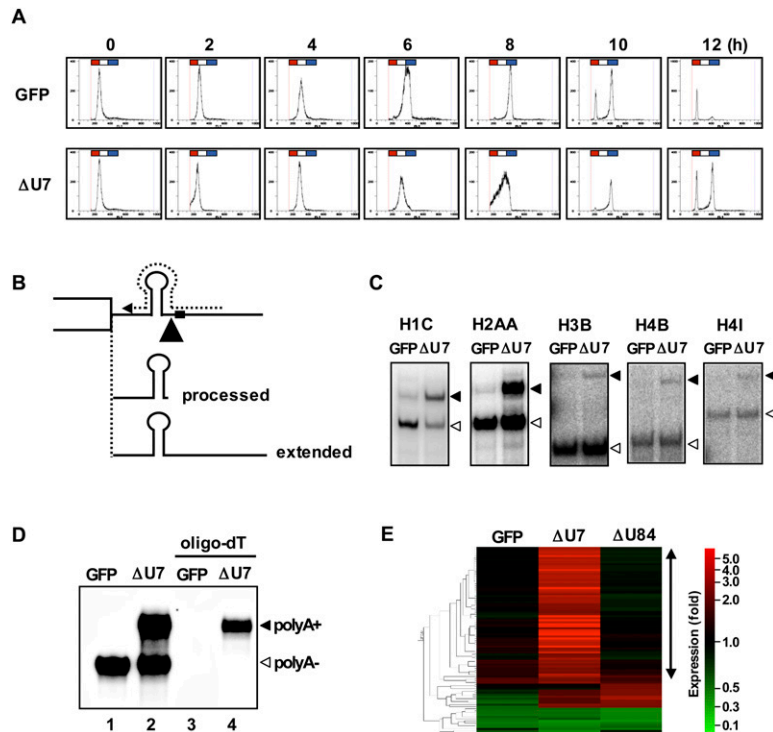 A
0 2 4 6 8 10 12 (h)
GFP
ΔU7
B
processed
extended
C
H1C H2AA H3B H4B H4I
GFP ΔU7 GFP ΔU7 GFP ΔU7 GFP ΔU7 GFP ΔU7
D
oligo-dT
GFP ΔU7 GFP ΔU7
polyA+
polyA-
1 2 3 4
E
GFP ΔU7 ΔU84
5.0
4.0
3.0
2.0
1.0
0.5
0.3
0.1
Expression (fold)